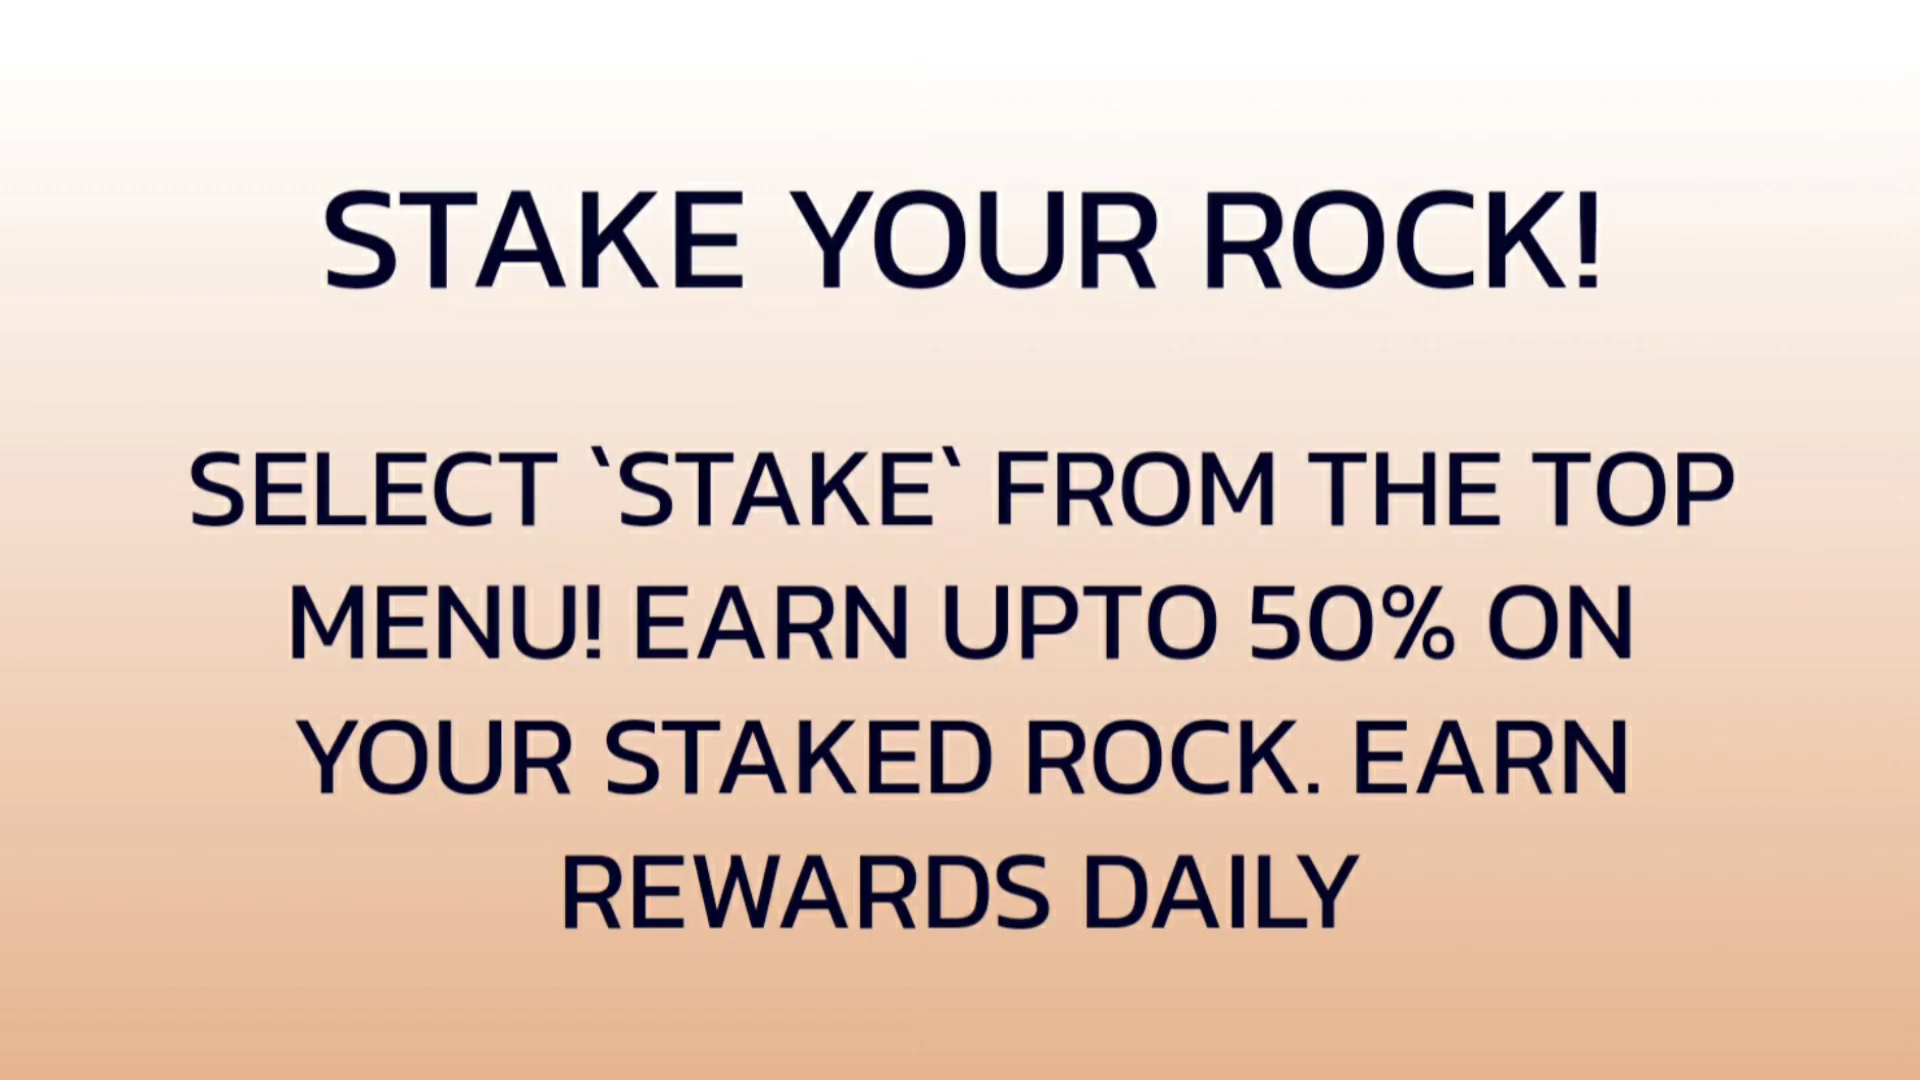 STAKE YOUR ROCK!
SELECT `STAKE` FROM THE TOP
MENU! EARN UPTO 50% ON
YOUR STAKED ROCK. EARN
REWARDS DAILY